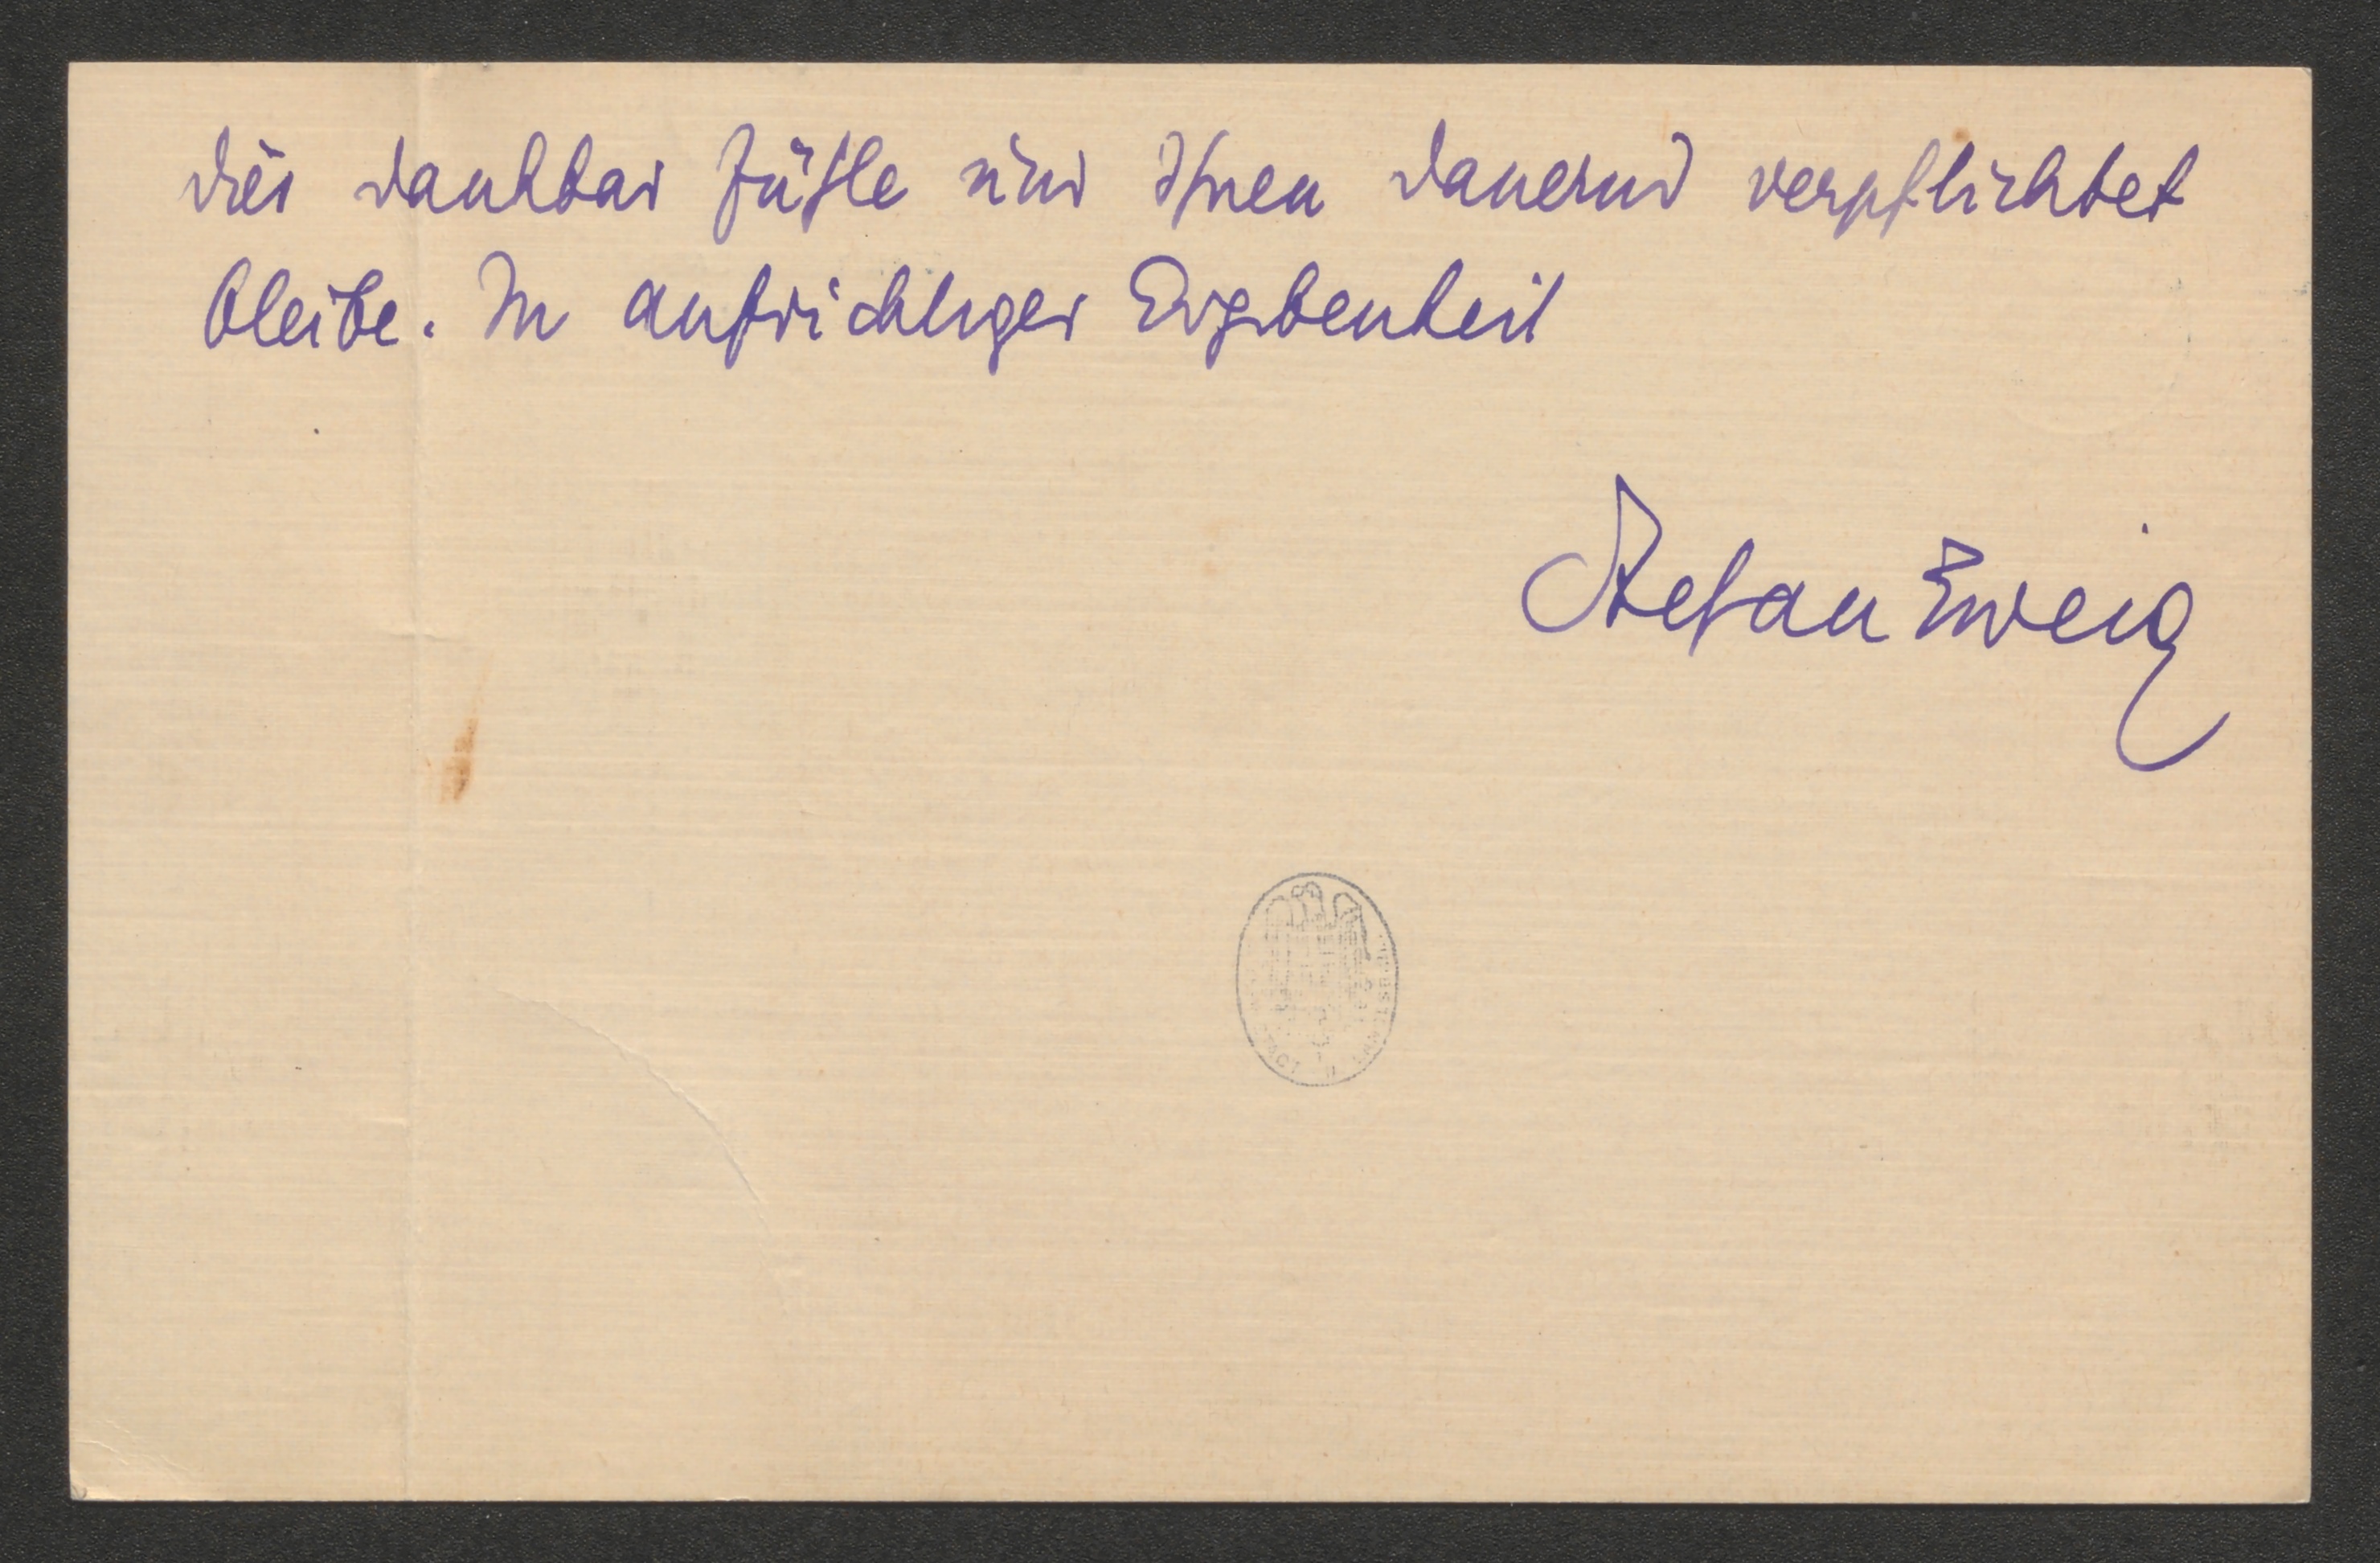 dies dankbar fühle und Ihnen dauernd verpflichtet
bleibe. In aufrichtiger Ergebenheit
Stefan Zweig